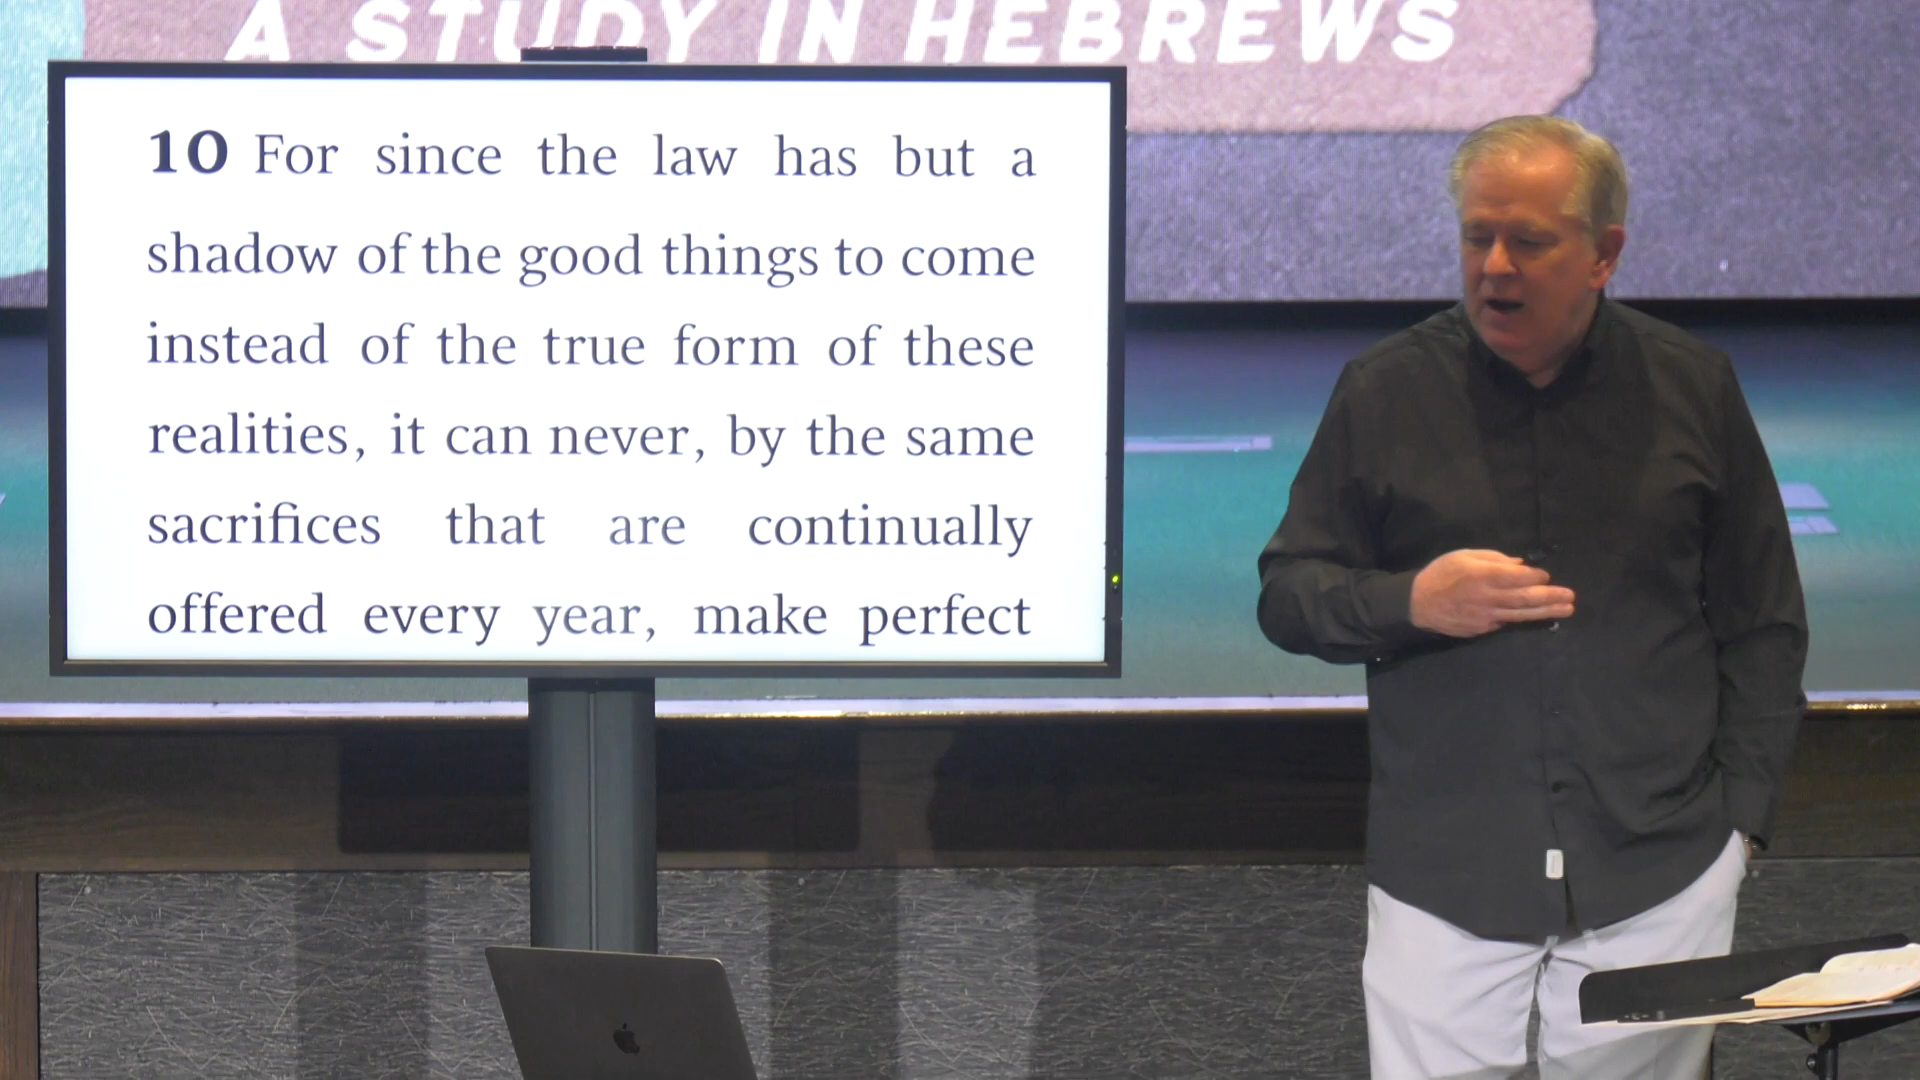 A STUDY IN HEBREWS
10 For since the law has but a
shadow of the good things to come
instead of the true form of these
realities, it can never, by the same
sacrifices that are continually
offered every year, make perfect